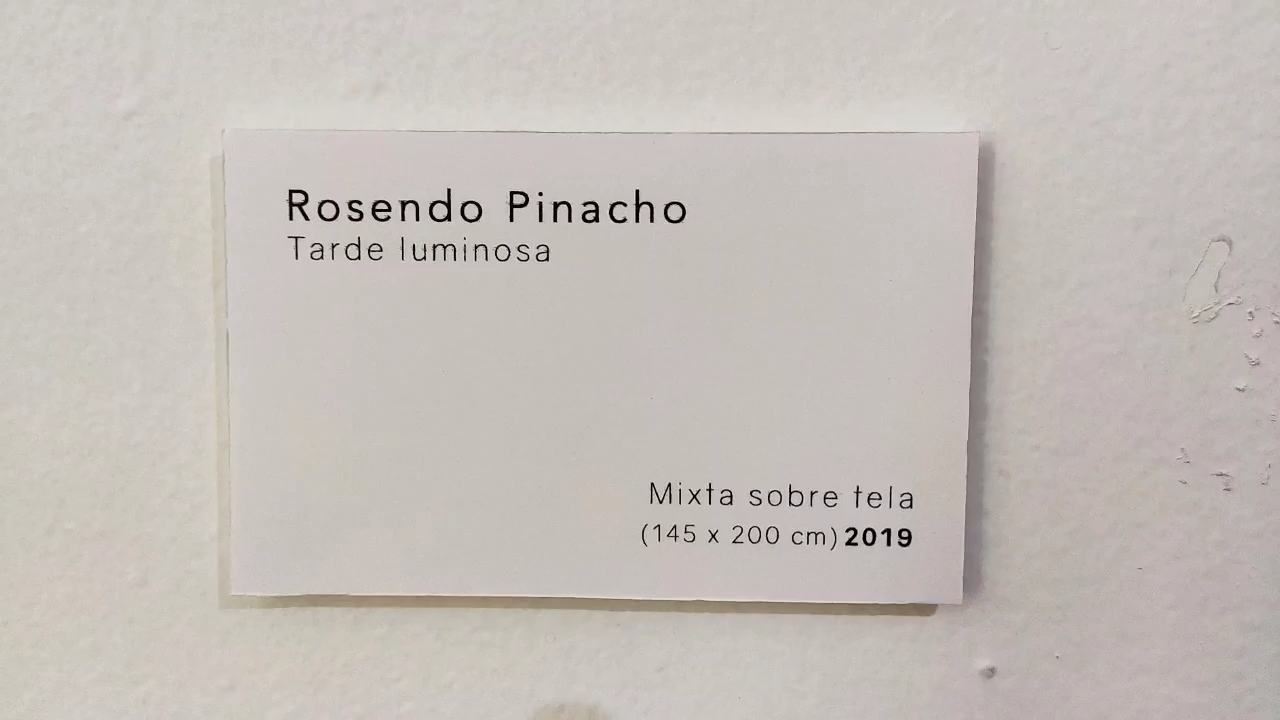 Rosendo Pinacho
Tarde luminosa
Mixta sobre tela
(145 x 200 cm) 2019